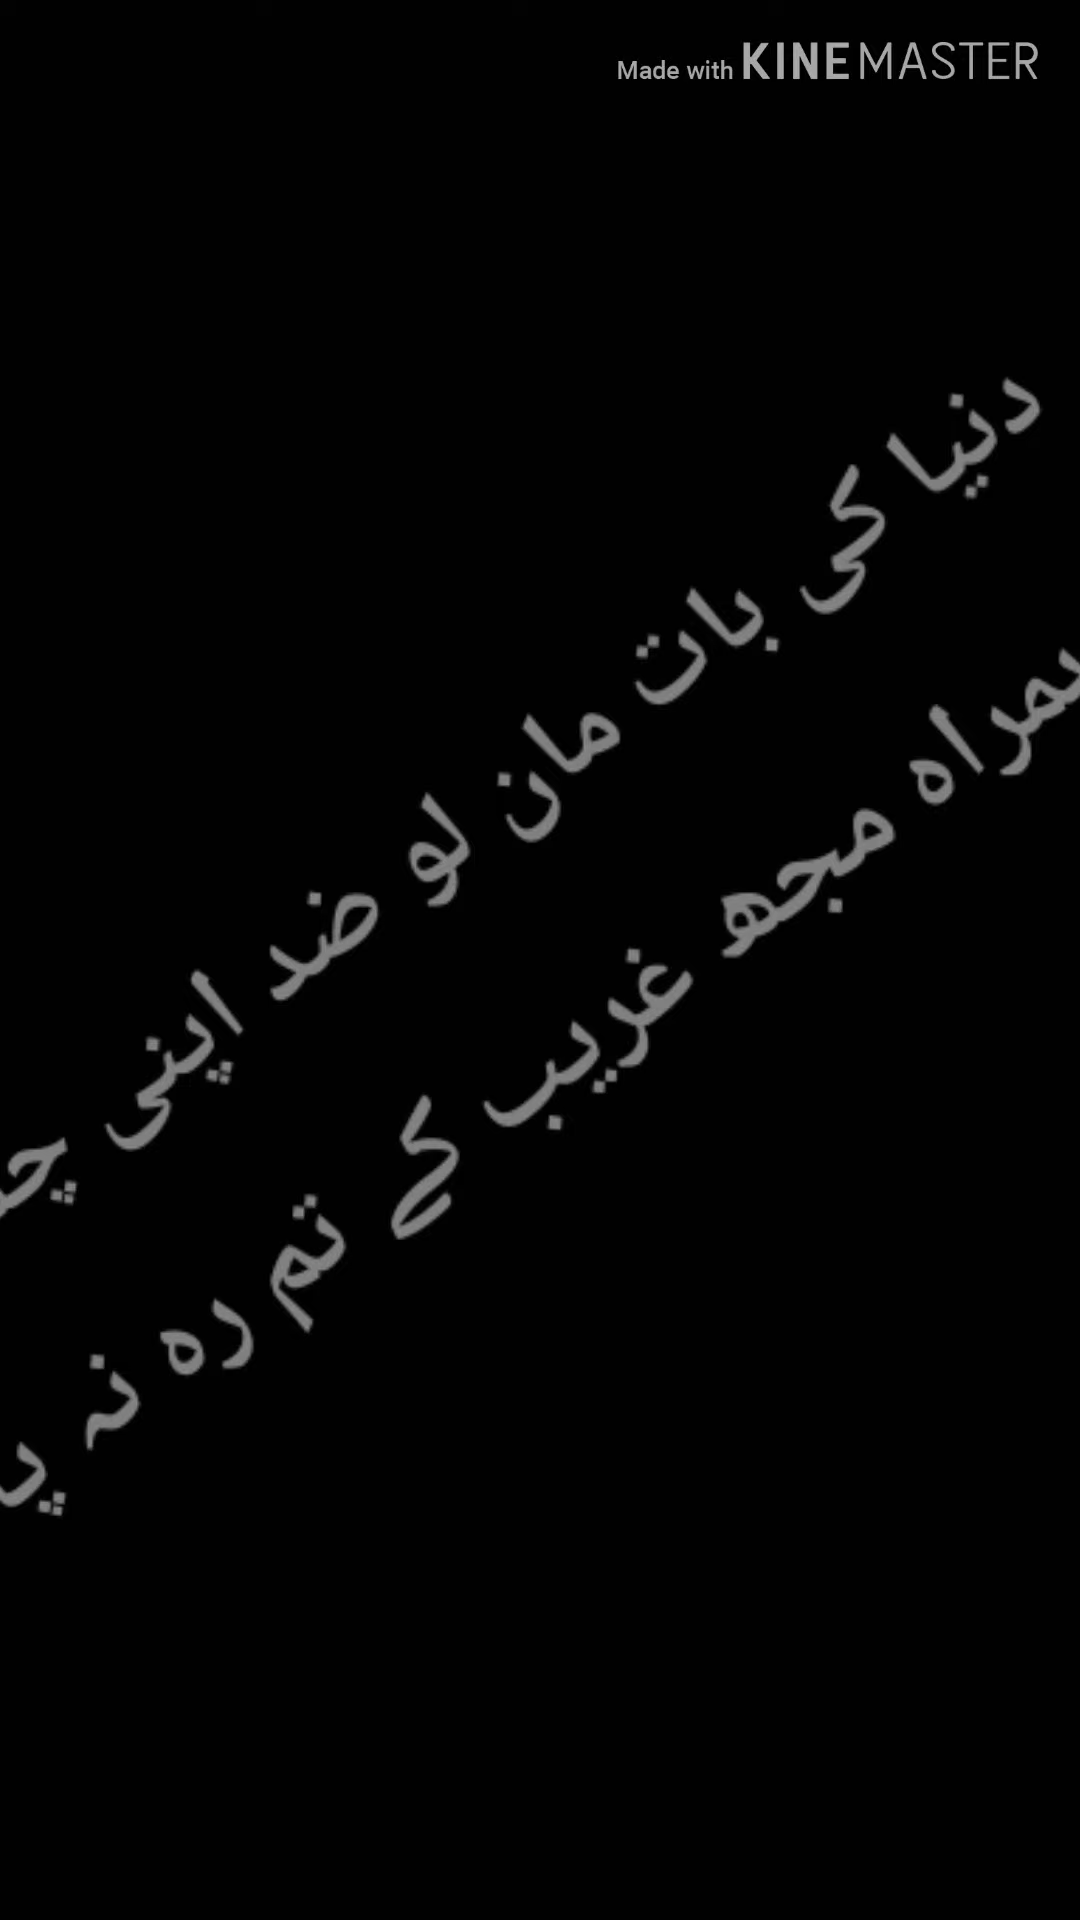 Made with KINEMASTER
دنیا کی بات مان لو ضد اپنی
ہمراہ مجھ غریب کے تم رہ نہ